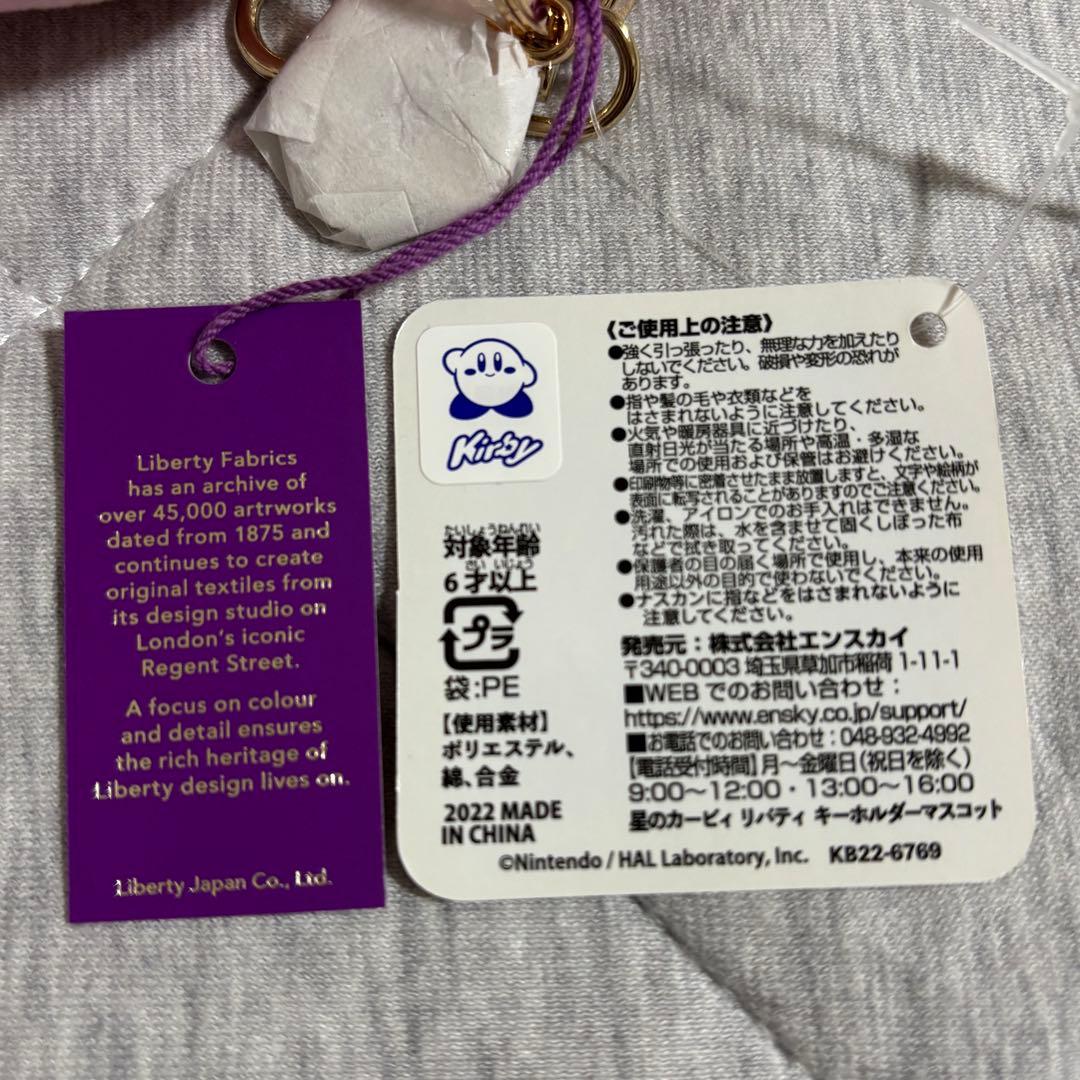 Liberty Fabrics
has an archive of
over 45,000 artrworks
dated from 1875 and
continues to create
original textiles from
its design studio on
London's iconic
Regent Street.
A focus on colour
and detail ensures
the rich heritage of
Liberty design lives on.
Liberty Japan Co., Ltd.
Kirby
たいしょうねんれい
対象年齢
さい いじょう
6才以上
プラ
袋:PE
【使用素材】
ポリエステル、
綿、合金
2022 MADE
IN CHINA
《ご使用上の注意》
●強く引っ張ったり、無理な力を加えたり
しないでください。破損や変形の恐れが
あります。
●指や髪の毛や衣類などを
はさまれないように注意してください。
●火気や暖房器具に近づけたり、
直射日光が当たる場所や高温・多湿な
場所での使用および保管はお避けください。
●印刷物等に密着させたまま放置しますと、文字や絵柄が
表面に転写されることがありますのでご注意ください。
●洗濯、アイロンでのお手入れはできません。
汚れた際は、水を含ませて固くしぼった布
などで拭き取ってください。
●保護者の目の届く場所で使用し、本来の使用
用途以外の目的で使わないでください。
●ナスカンに指などをはさまれないように
注意してください。
発売元：株式会社エンスカイ
〒340-0003 埼玉県草加市稲荷 1-11-1
■WEB でのお問い合わせ：
https://www.ensky.co.jp/support/
■お電話でのお問い合わせ：048-932-4992
【電話受付時間】月～金曜日(祝日を除く)
9:00～12:00・13:00～16:00
星のカービィ リバティ キーホルダーマスコット
©Nintendo / HAL Laboratory, Inc. KB22-6769